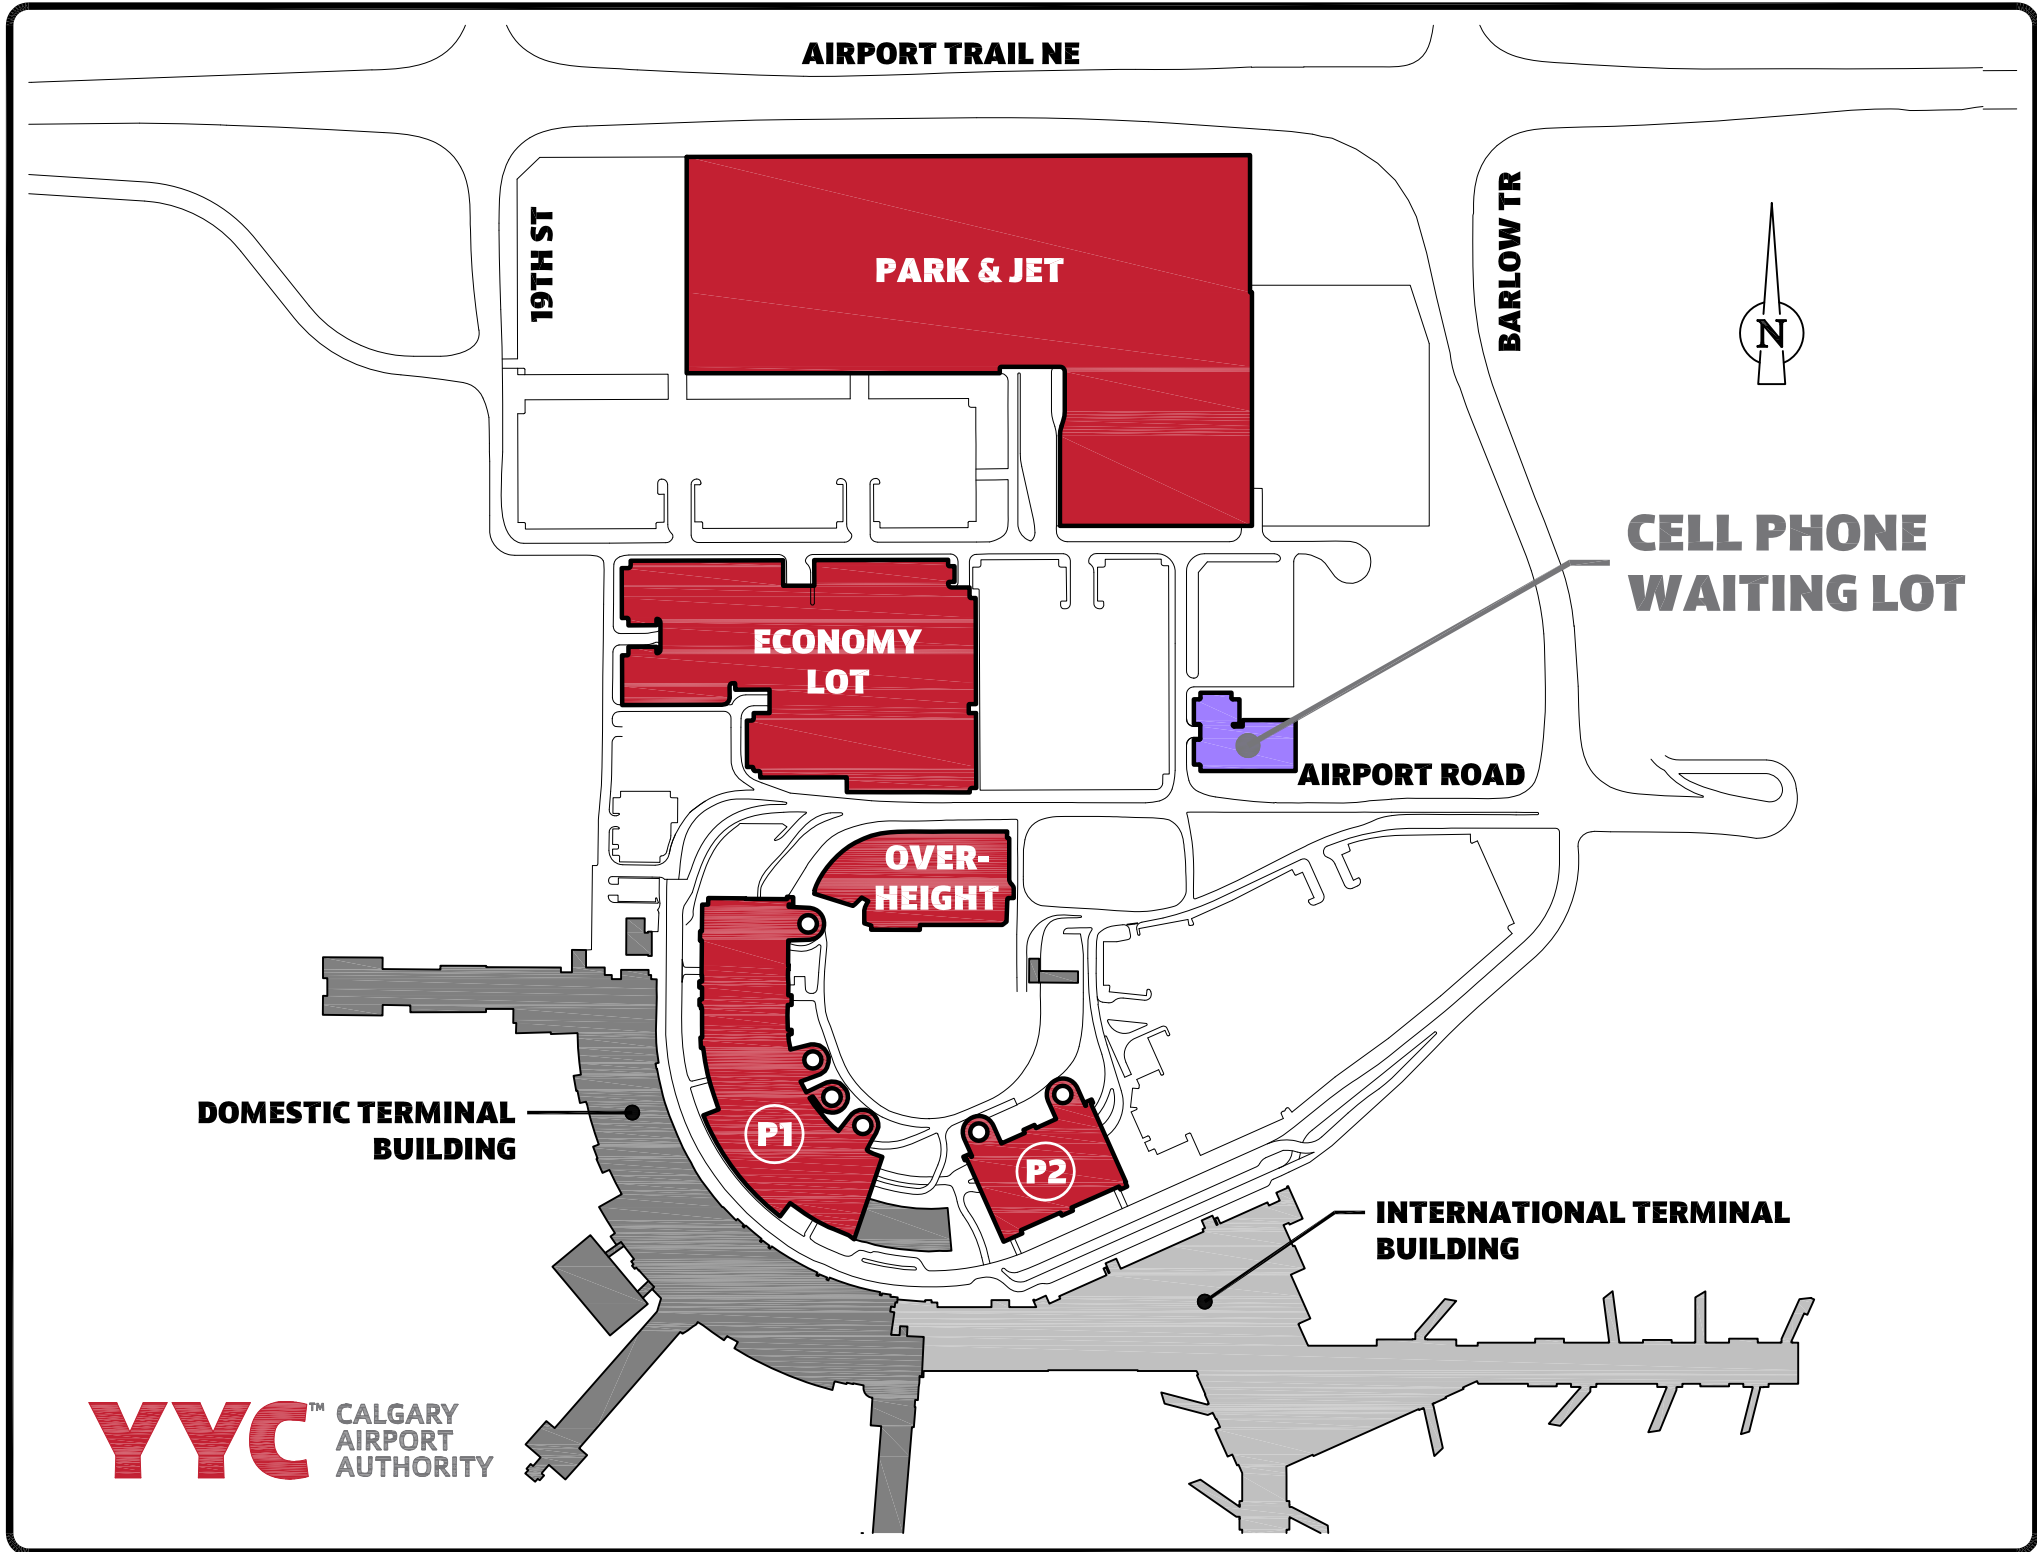 AIRPORT TRAIL NE
19TH ST
PARK & JET
BARLOW TR
N
CELL PHONE
WAITING LOT
ECONOMY
LOT
AIRPORT ROAD
OVER-
HEIGHT
DOMESTIC TERMINAL
BUILDING
P1
P2
INTERNATIONAL TERMINAL
BUILDING
YYC™
CALGARY
AIRPORT
AUTHORITY